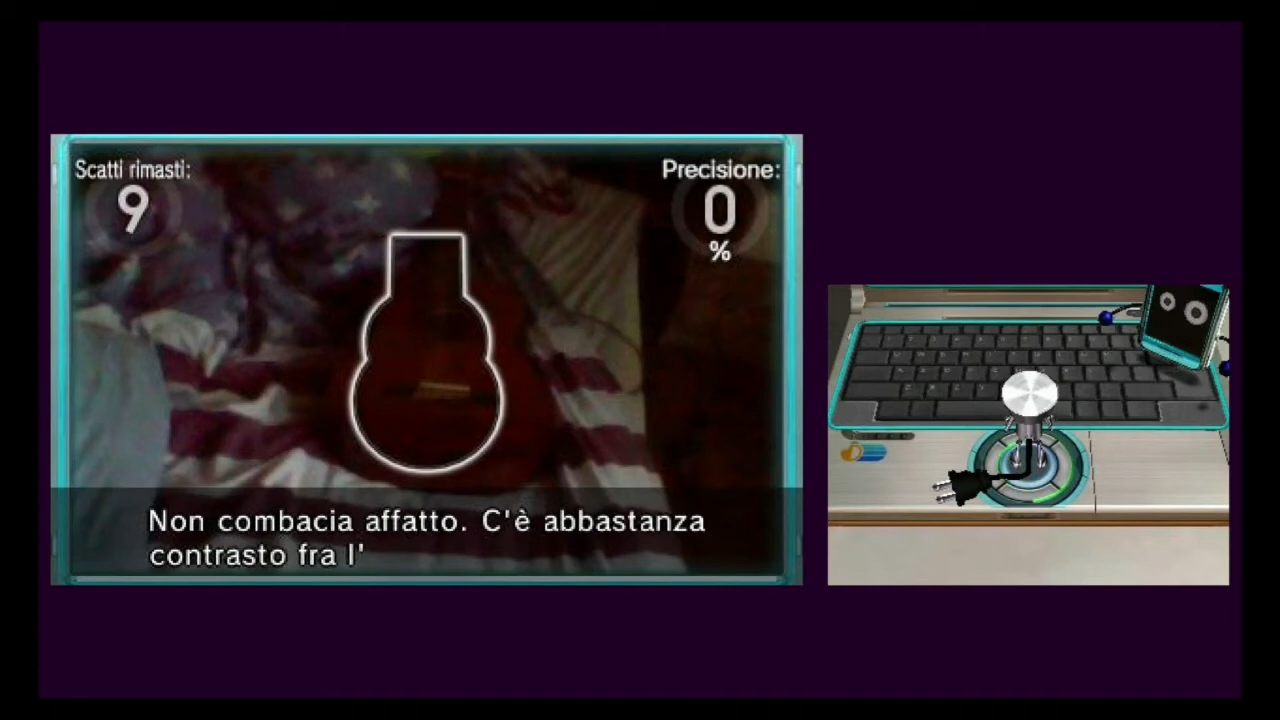 Scatti rimasti:
9
Precisione:
0
%
Non combacia affatto. C'è abbastanza
contrasto fra l'